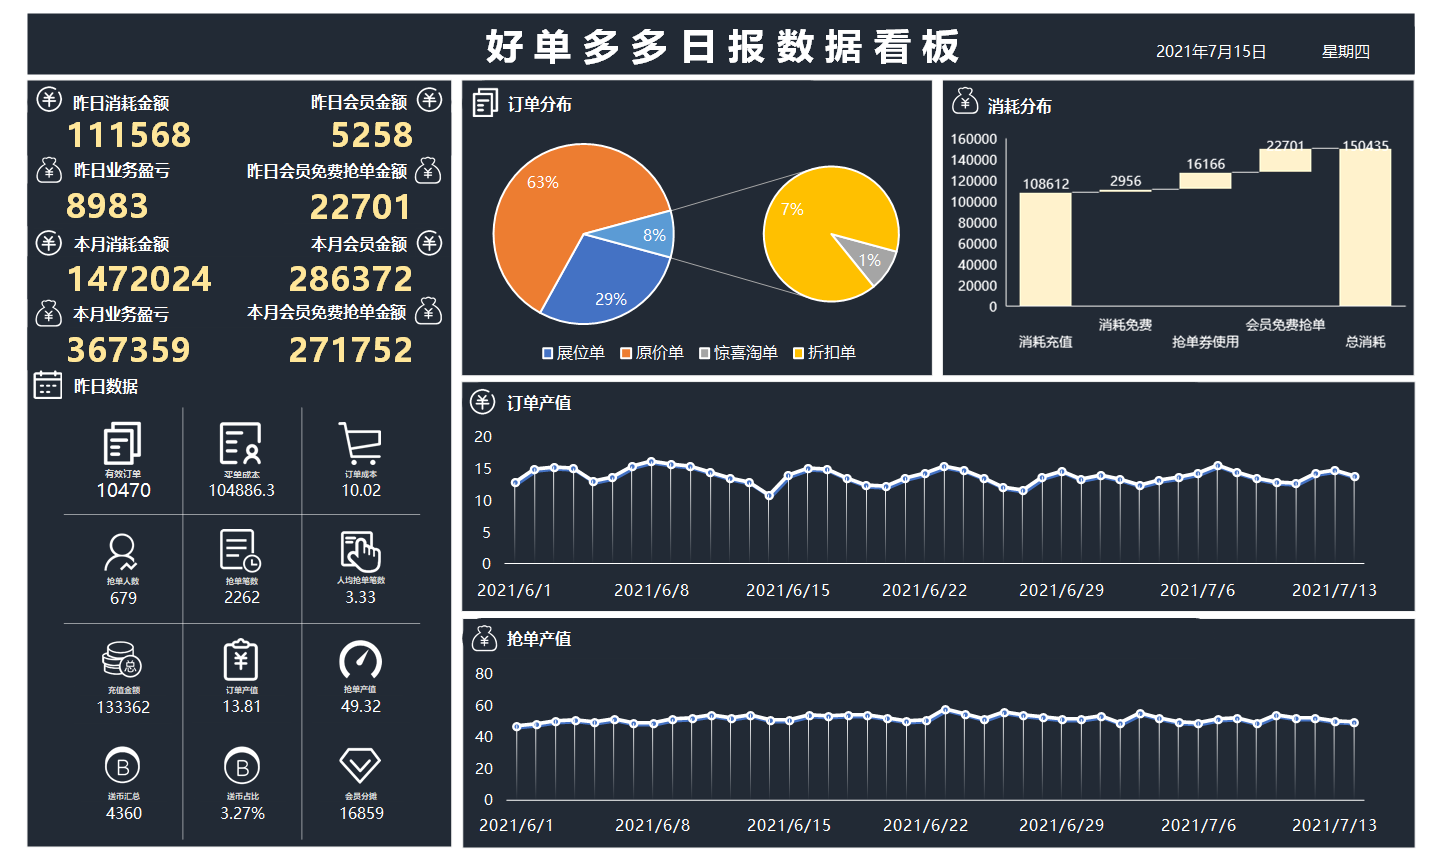 好单多多日报数据看板
2021年7月15日 星期四
昨日消耗金额 昨日会员金额
111568 5258
昨日业务盈亏 昨日会员免费抢单金额
8983 22701
本月消耗金额 本月会员金额
1472024 286372
本月业务盈亏 本月会员免费抢单金额
367359 271752
昨日数据
有效订单 买单成本 订单成本
10470 104886.3 10.02
抢单人数 抢单笔数 人均抢单笔数
679 2262 3.33
总
充值金额 订单产值 抢单产值
133362 13.81 49.32
B B
送币汇总 送币占比 会员分摊
4360 3.27% 16859
订单分布
63%
8%
29%
7%
1%
展位单 原价单 惊喜淘单 折扣单
消耗分布
160000
140000
120000
100000
80000
60000
40000
20000
0
108612 2956 16166 22701 150435
消耗充值 消耗免费 抢单券使用 会员免费抢单 总消耗
订单产值
20
15
10
5
0
2021/6/1 2021/6/8 2021/6/15 2021/6/22 2021/6/29 2021/7/6 2021/7/13
抢单产值
80
60
40
20
0
2021/6/1 2021/6/8 2021/6/15 2021/6/22 2021/6/29 2021/7/6 2021/7/13